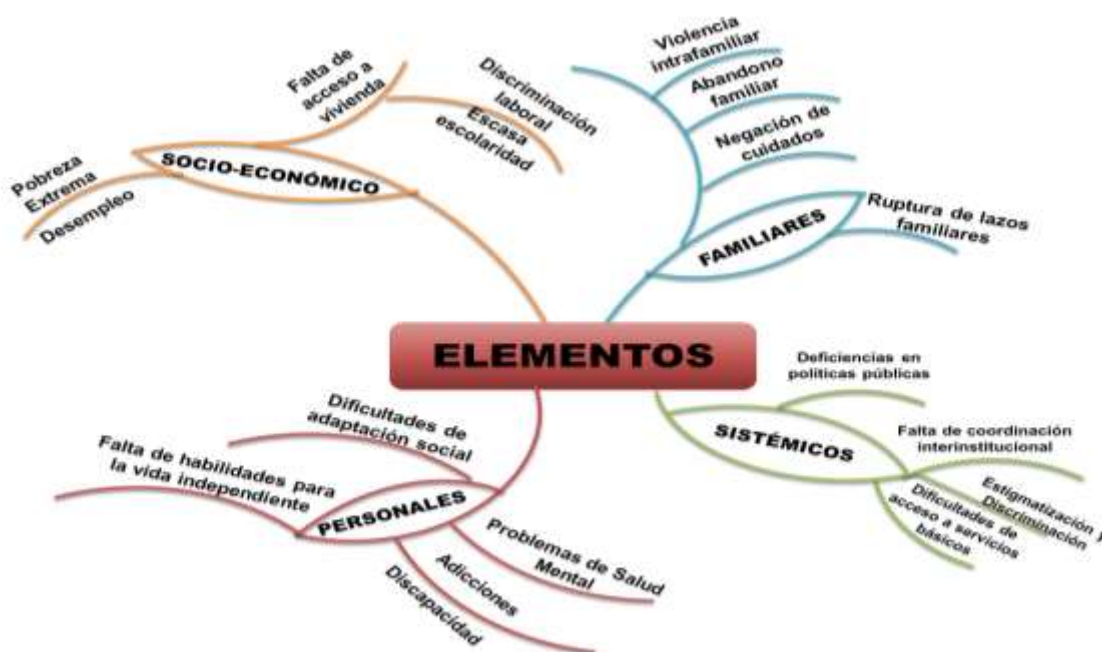 Falta de
acceso a
vivienda
Discriminación
laboral
Escasa
escolaridad
SOCIO-ECONÓMICO
Pobreza
Extrema
Desempleo
Violencia
intrafamiliar
Abandono
familiar
Negación de
cuidados
FAMILIARES
Ruptura de lazos
familiares
ELEMENTOS
Deficiencias en
políticas públicas
SISTÉMICOS
Falta de coordinación
interinstitucional
Estigmatización y
Discriminación
Dificultades de
acceso a servicios
básicos
Dificultades de
adaptación social
Falta de habilidades para
la vida independiente
PERSONALES
Problemas de Salud
Mental
Adicciones
Discapacidad